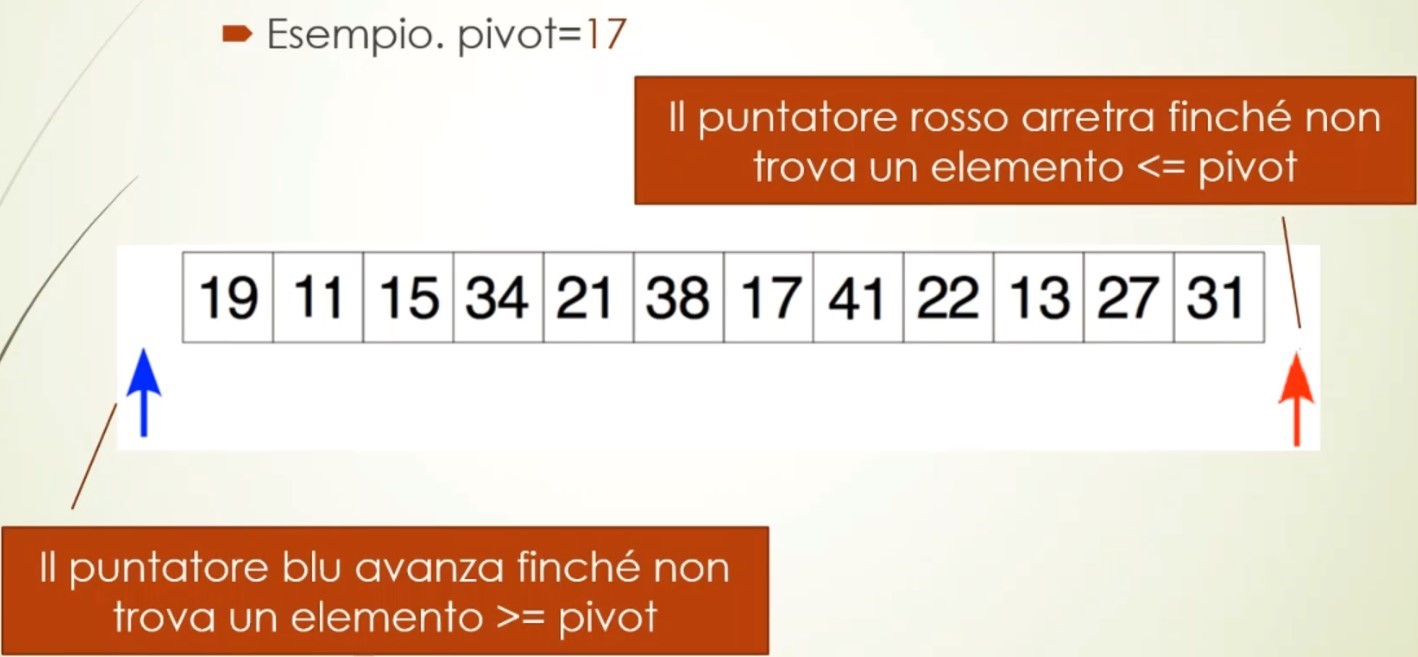 Esempio. pivot=17
Il puntatore rosso arretra finché non
trova un elemento <= pivot
19 11 15 34 21 38 17 41 22 13 27 31
Il puntatore blu avanza finché non
trova un elemento >= pivot